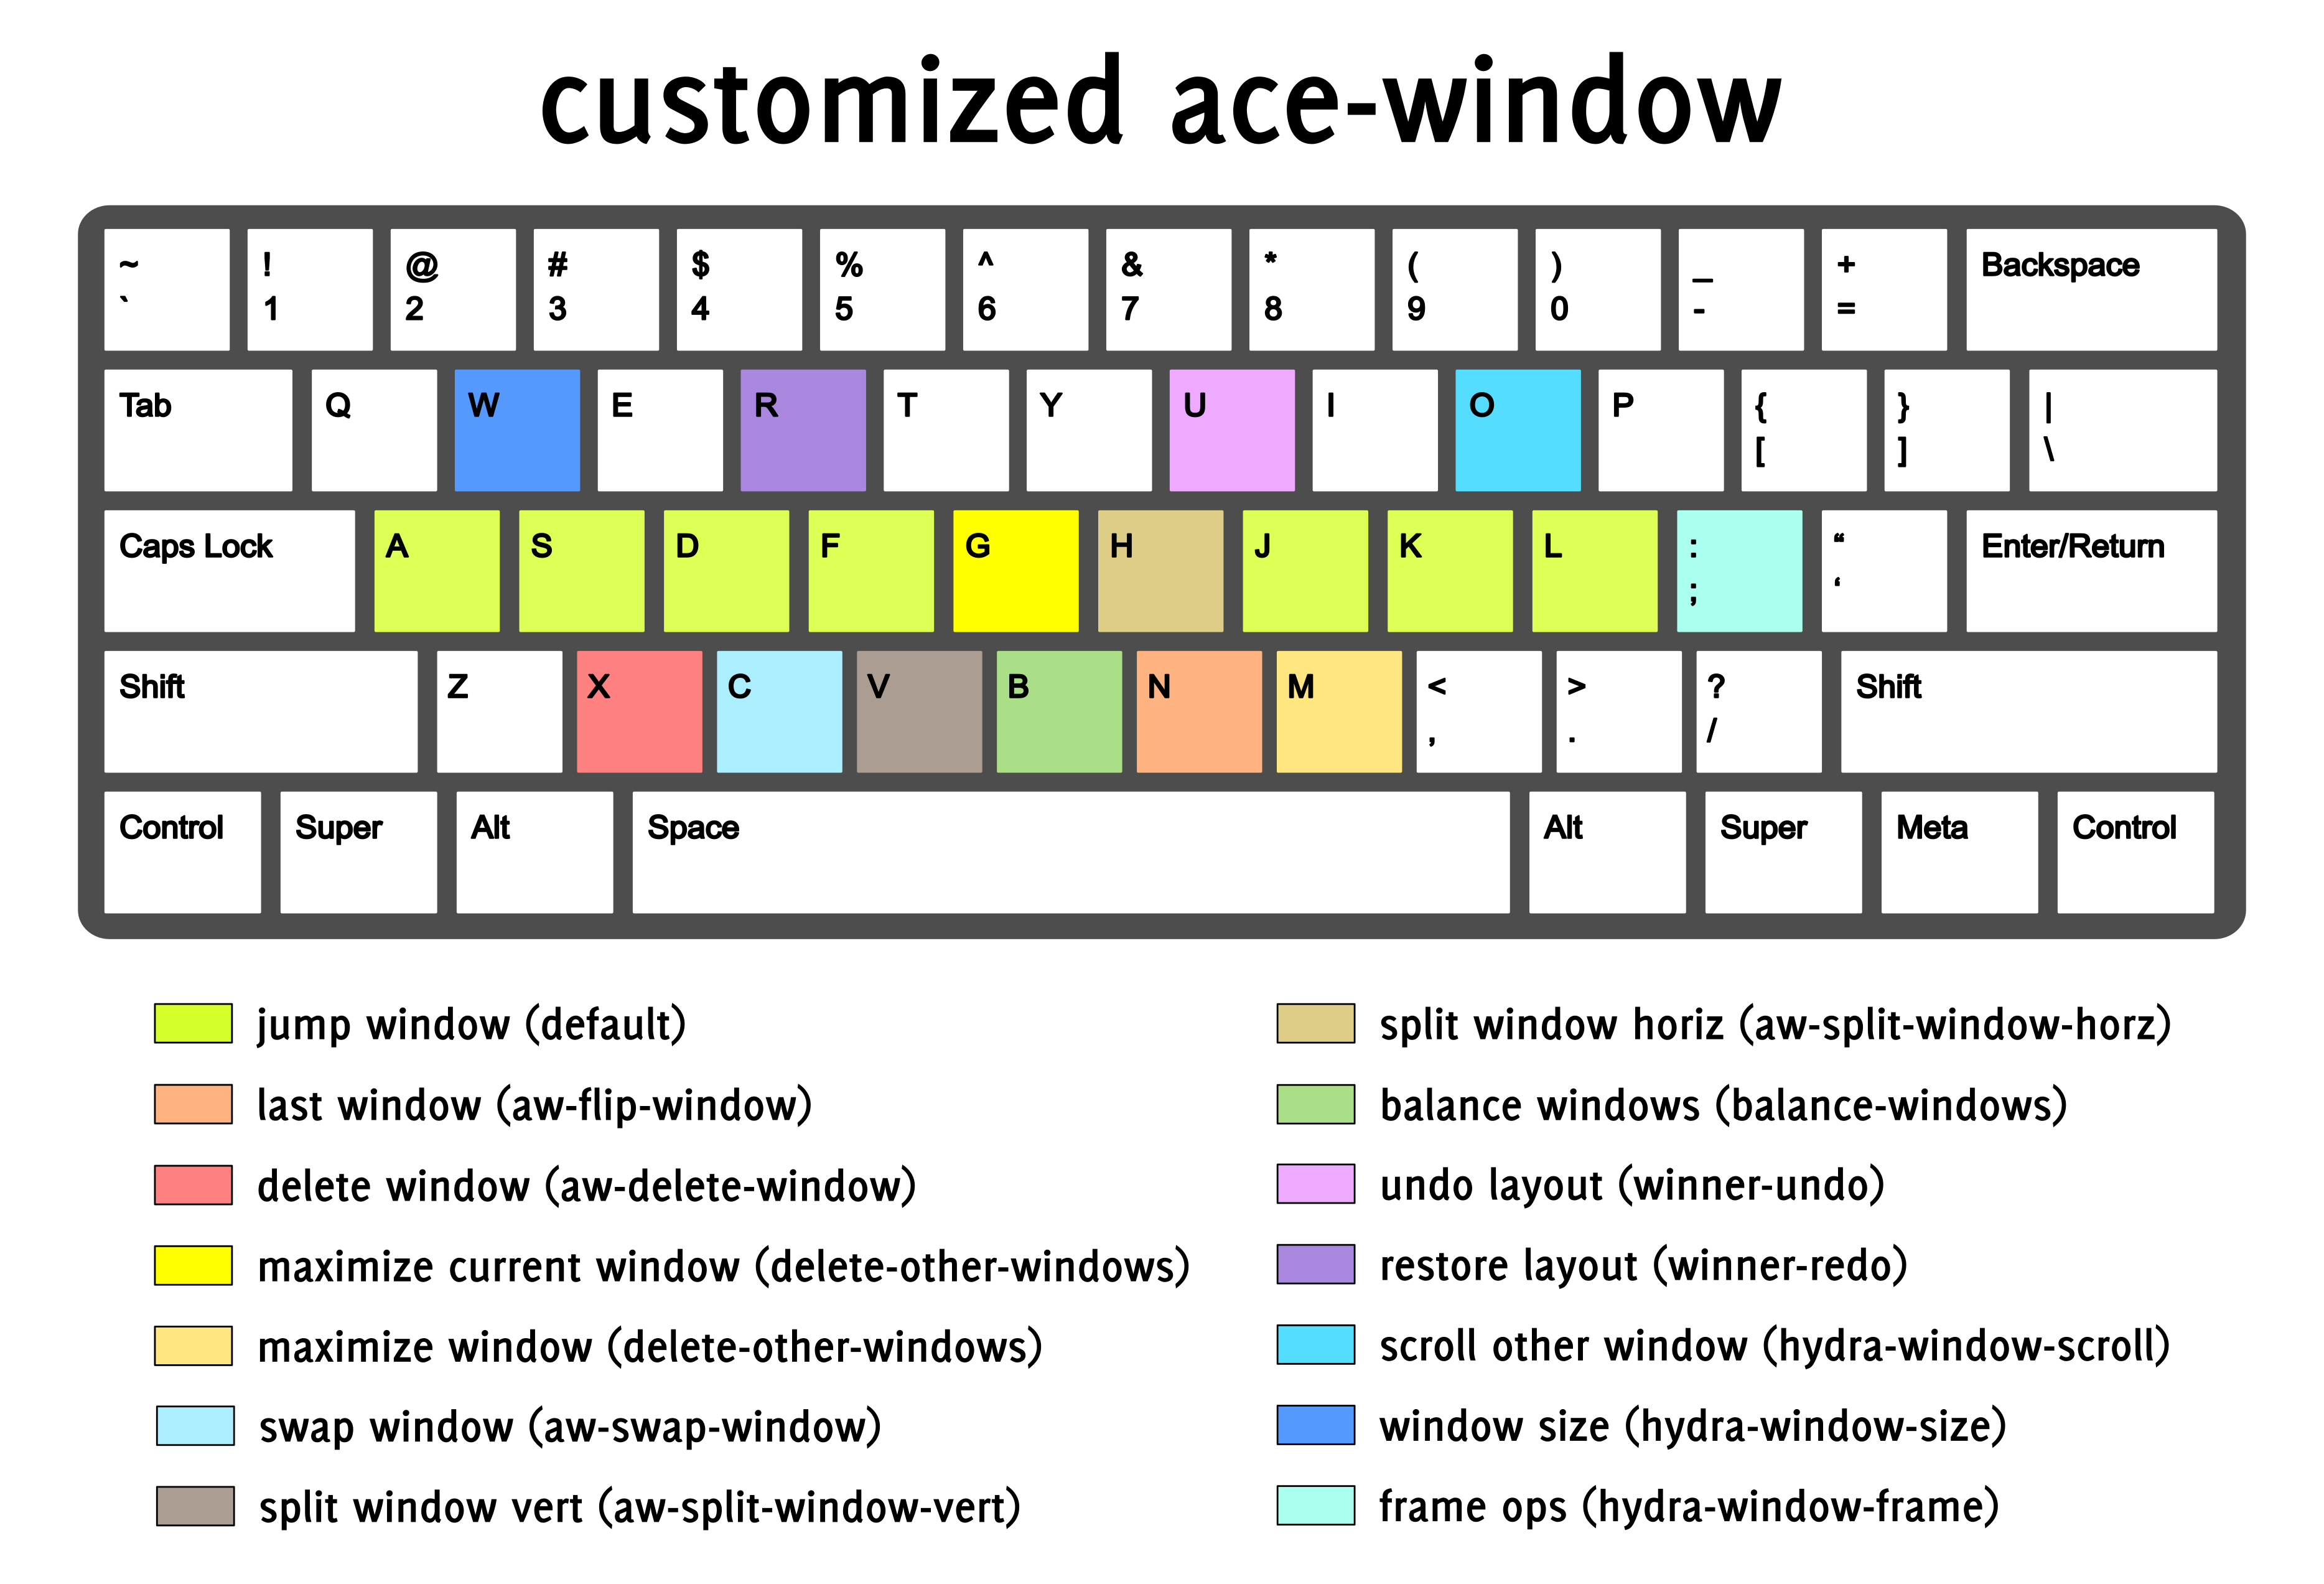 customized ace-window
~ ! @ # $ % ^ & * ( ) _ + Backspace
` 1 2 3 4 5 6 7 8 9 0 - =
Tab Q W E R T Y U I O P { } |
[ ] \
Caps Lock A S D F G H J K L : “ Enter/Return
; ‘
Shift Z X C V B N M < > ? Shift
, . /
Control Super Alt Space Alt Super Meta Control
jump window (default)
last window (aw-flip-window)
delete window (aw-delete-window)
maximize current window (delete-other-windows)
maximize window (delete-other-windows)
swap window (aw-swap-window)
split window vert (aw-split-window-vert)
split window horiz (aw-split-window-horz)
balance windows (balance-windows)
undo layout (winner-undo)
restore layout (winner-redo)
scroll other window (hydra-window-scroll)
window size (hydra-window-size)
frame ops (hydra-window-frame)